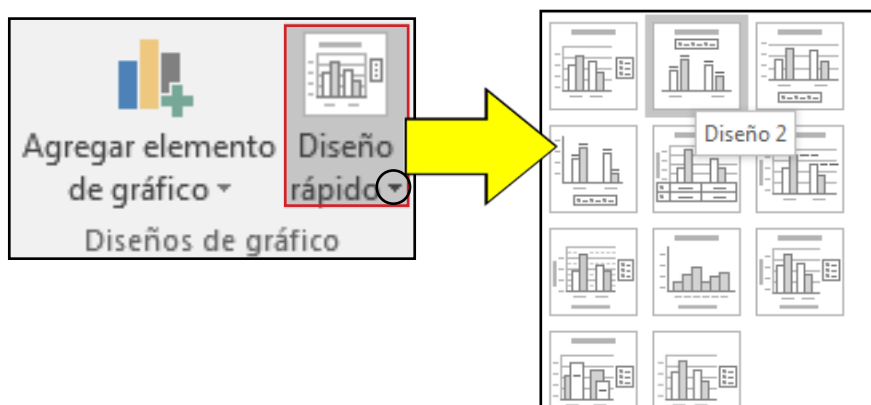 Agregar elemento
de gráfico
Diseño
rápido
Diseños de gráfico
Diseño 2